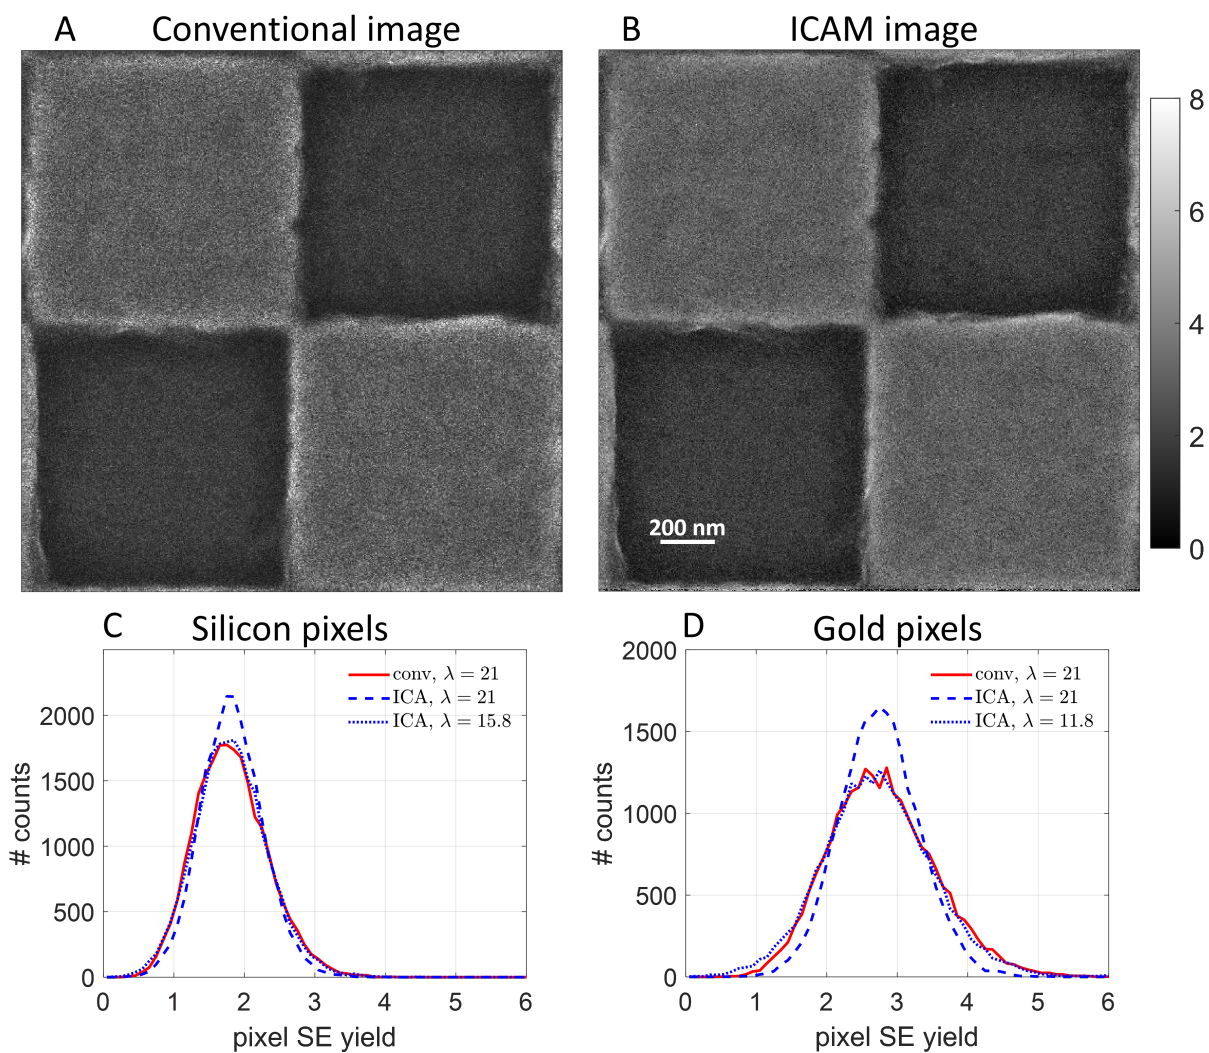 A Conventional image
B ICAM image
8
6
4
2
0
200 nm
C Silicon pixels
conv, λ = 21
ICA, λ = 21
ICA, λ = 15.8
2000
1500
1000
500
0
# counts
0 1 2 3 4 5 6
pixel SE yield
D Gold pixels
conv, λ = 21
ICA, λ = 21
ICA, λ = 11.8
2000
1500
1000
500
0
# counts
0 1 2 3 4 5 6
pixel SE yield